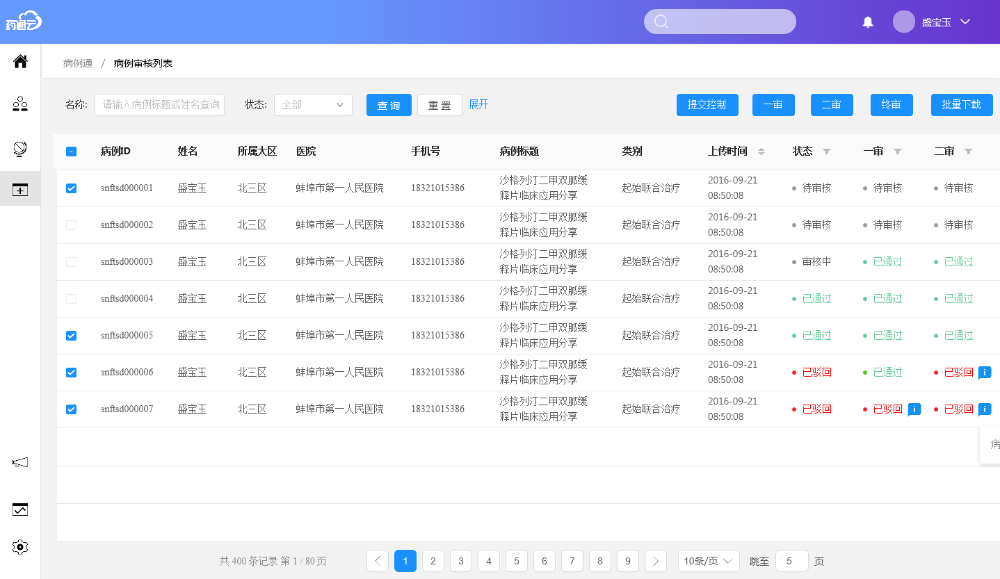 药通云
盛宝玉
病例通 / 病例审核列表
名称: 请输入病例标题或姓名查询 状态: 全部 查 询 重 置 展开 提交控制 一审 二审 终审 批量下载
病例ID 姓名 所属大区 医院 手机号 病例标题 类别 上传时间 状态 一审 二审
snftsd000001 盛宝玉 北三区 蚌埠市第一人民医院 18321015386 沙格列汀二甲双郧缓 起始联合治疗 2016-09-21 待审核 待审核 待审核
释片临床应用分享 08:50:08
snftsd000002 盛宝玉 北三区 蚌埠市第一人民医院 18321015386 沙格列汀二甲双郧缓 起始联合治疗 2016-09-21 待审核 待审核 待审核
释片临床应用分享 08:50:08
snftsd000003 盛宝玉 北三区 蚌埠市第一人民医院 18321015386 沙格列汀二甲双郧缓 起始联合治疗 2016-09-21 审核中 已通过 已通过
释片临床应用分享 08:50:08
snftsd000004 盛宝玉 北三区 蚌埠市第一人民医院 18321015386 沙格列汀二甲双郧缓 起始联合治疗 2016-09-21 已通过 已通过 已通过
释片临床应用分享 08:50:08
snftsd000005 盛宝玉 北三区 蚌埠市第一人民医院 18321015386 沙格列汀二甲双郧缓 起始联合治疗 2016-09-21 已通过 已通过 已通过
释片临床应用分享 08:50:08
snftsd000006 盛宝玉 北三区 蚌埠市第一人民医院 18321015386 沙格列汀二甲双郧缓 起始联合治疗 2016-09-21 已驳回 已通过 已驳回
释片临床应用分享 08:50:08
snftsd000007 盛宝玉 北三区 蚌埠市第一人民医院 18321015386 沙格列汀二甲双郧缓 起始联合治疗 2016-09-21 已驳回 已驳回 已驳回
释片临床应用分享 08:50:08
病
共 400 条记录 第 1 / 80 页 1 2 3 4 5 6 7 8 9 10条/页 跳至 5 页